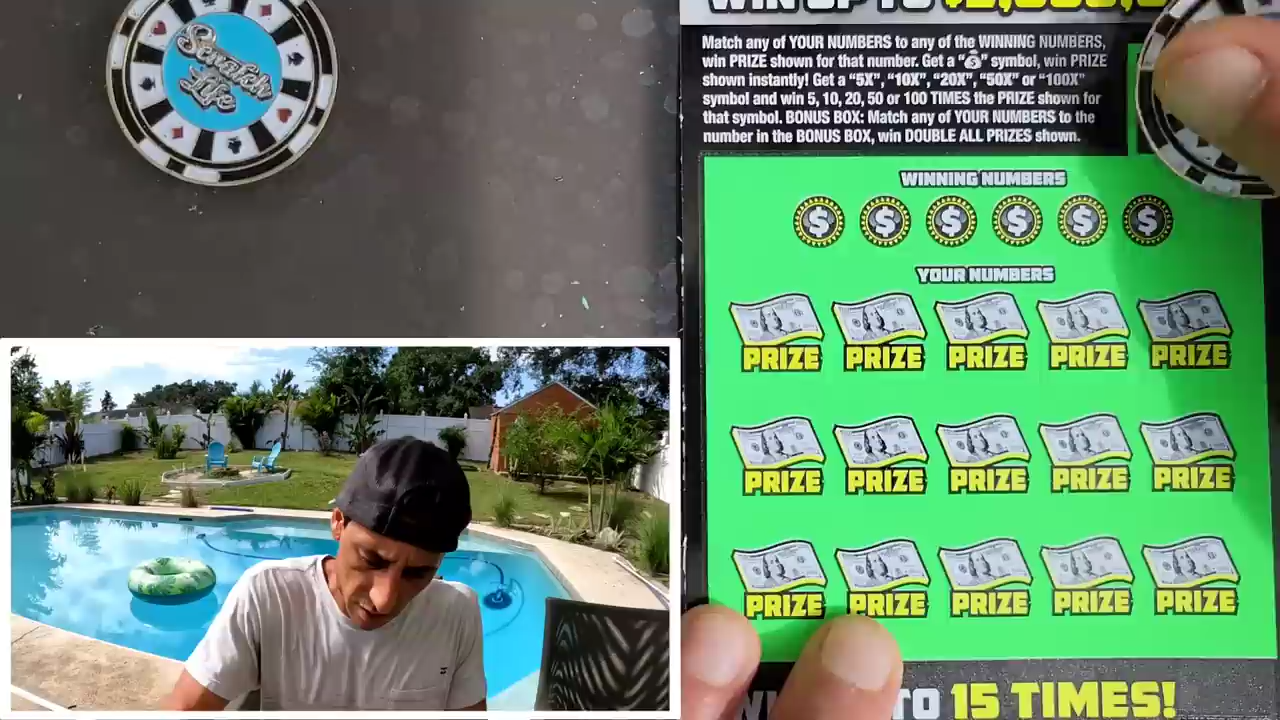 Scratch
Life
WIN UP TO
Match any of YOUR NUMBERS to any of the WINNING NUMBERS,
win PRIZE shown for that number. Get a “ ” symbol, win PRIZE
shown instantly! Get a “5X”, “10X”, “20X”, “50X” or “100X”
symbol and win 5, 10, 20, 50 or 100 TIMES the PRIZE shown for
that symbol. BONUS BOX: Match any of YOUR NUMBERS to the
number in the BONUS BOX, win DOUBLE ALL PRIZES shown.
WINNING NUMBERS
$ $ $ $ $ $
YOUR NUMBERS
PRIZE PRIZE PRIZE PRIZE PRIZE
PRIZE PRIZE PRIZE PRIZE PRIZE
PRIZE PRIZE PRIZE PRIZE PRIZE
TO 15 TIMES!